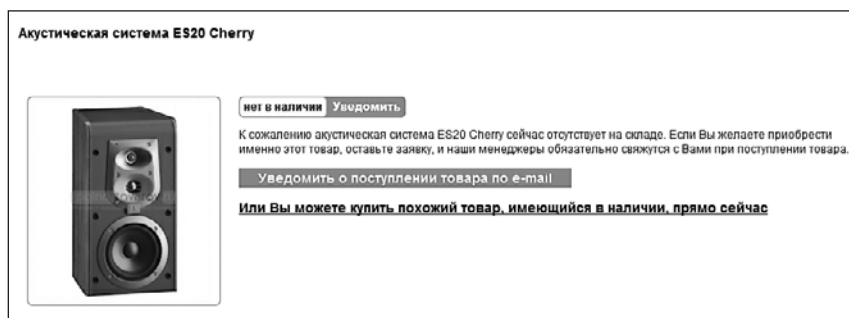 Акустическая система ES20 Cherry
нет в наличии Уведомить
К сожалению акустическая система ES20 Cherry сейчас отсутствует на складе. Если Вы желаете приобрести
именно этот товар, оставьте заявку, и наши менеджеры обязательно свяжутся с Вами при поступлении товара.
Уведомить о поступлении товара по e-mail
Или Вы можете купить похожий товар, имеющийся в наличии, прямо сейчас